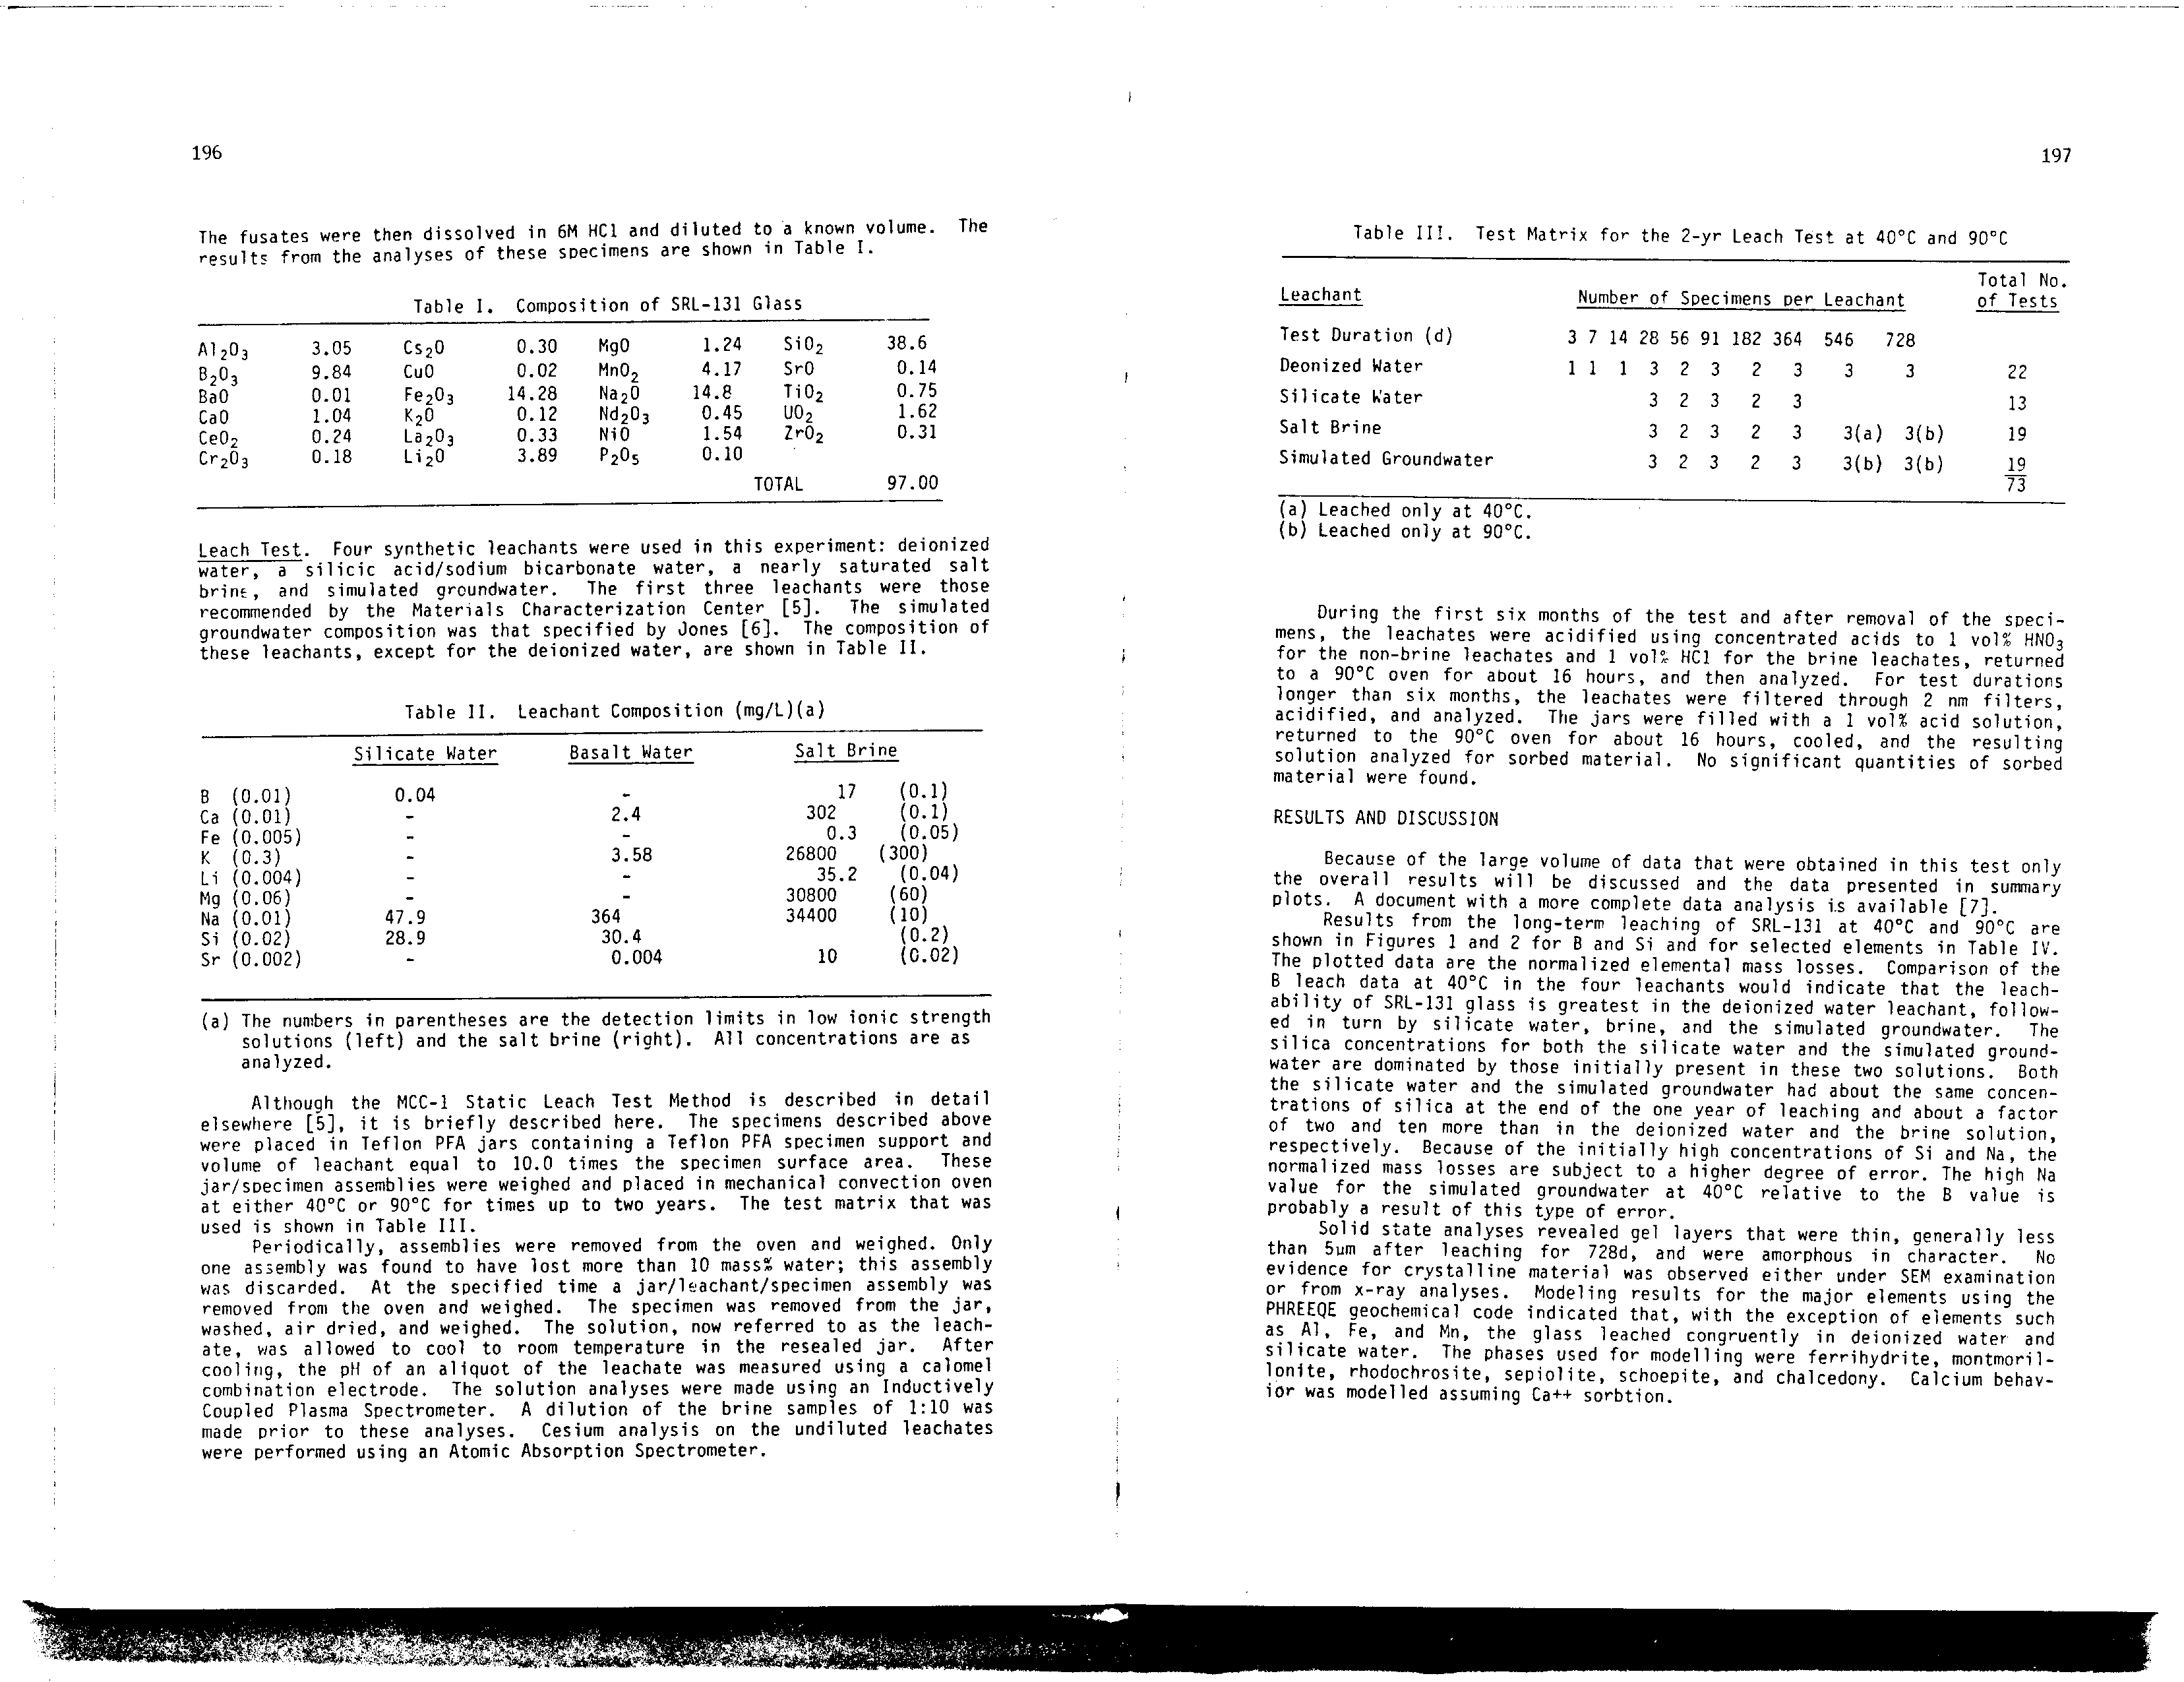 196
The fusates were then dissolved in 6M HCl and diluted to a known volume. The
results from the analyses of these specimens are shown in Table I.
Table I. Composition of SRL-131 Glass
Al2O3 3.05 Cs2O 0.30 MgO 1.24 SiO2 38.6
B2O3 9.84 CuO 0.02 MnO2 4.17 SrO 0.14
BaO 0.01 Fe2O3 14.28 Na2O 14.8 TiO2 0.75
CaO 1.04 K2O 0.12 Nd2O3 0.45 UO2 1.62
CeO2 0.24 La2O3 0.33 NiO 1.54 ZrO2 0.31
Cr2O3 0.18 Li2O 3.89 P2O5 0.10
TOTAL 97.00
Leach Test. Four synthetic leachants were used in this experiment: deionized
water, a silicic acid/sodium bicarbonate water, a nearly saturated salt
brine, and simulated groundwater. The first three leachants were those
recommended by the Materials Characterization Center [5]. The simulated
groundwater composition was that specified by Jones [6]. The composition of
these leachants, except for the deionized water, are shown in Table II.
Table II. Leachant Composition (mg/L)(a)
Silicate Water Basalt Water Salt Brine
B (0.01) 0.04 - 17 (0.1)
Ca (0.01) - 2.4 302 (0.1)
Fe (0.005) - - 0.3 (0.05)
K (0.3) - 3.58 26800 (300)
Li (0.004) - - 35.2 (0.04)
Mg (0.06) - - 30800 (60)
Na (0.01) 47.9 364 34400 (10)
Si (0.02) 28.9 30.4 (0.2)
Sr (0.002) - 0.004 10 (0.02)
(a) The numbers in parentheses are the detection limits in low ionic strength
solutions (left) and the salt brine (right). All concentrations are as
analyzed.
Although the MCC-1 Static Leach Test Method is described in detail
elsewhere [5], it is briefly described here. The specimens described above
were placed in Teflon PFA jars containing a Teflon PFA specimen support and
volume of leachant equal to 10.0 times the specimen surface area. These
jar/specimen assemblies were weighed and placed in mechanical convection oven
at either 40°C or 90°C for times up to two years. The test matrix that was
used is shown in Table III.
Periodically, assemblies were removed from the oven and weighed. Only
one assembly was found to have lost more than 10 mass% water; this assembly
was discarded. At the specified time a jar/leachant/specimen assembly was
removed from the oven and weighed. The specimen was removed from the jar,
washed, air dried, and weighed. The solution, now referred to as the leach-
ate, was allowed to cool to room temperature in the resealed jar. After
cooling, the pH of an aliquot of the leachate was measured using a calomel
combination electrode. The solution analyses were made using an Inductively
Coupled Plasma Spectrometer. A dilution of the brine samples of 1:10 was
made prior to these analyses. Cesium analysis on the undiluted leachates
were performed using an Atomic Absorption Spectrometer.
197
Table III. Test Matrix for the 2-yr Leach Test at 40°C and 90°C
Total No.
Leachant Number of Specimens per Leachant of Tests
Test Duration (d) 3 7 14 28 56 91 182 364 546 728
Deonized Water 1 1 1 3 2 3 2 3 3 3 22
Silicate Water 3 2 3 2 3 13
Salt Brine 3 2 3 2 3 3(a) 3(b) 19
Simulated Groundwater 3 2 3 2 3 3(b) 3(b) 19
73
(a) Leached only at 40°C.
(b) Leached only at 90°C.
During the first six months of the test and after removal of the speci-
mens, the leachates were acidified using concentrated acids to 1 vol% HNO3
for the non-brine leachates and 1 vol% HCl for the brine leachates, returned
to a 90°C oven for about 16 hours, and then analyzed. For test durations
longer than six months, the leachates were filtered through 2 nm filters,
acidified, and analyzed. The jars were filled with a 1 vol% acid solution,
returned to the 90°C oven for about 16 hours, cooled, and the resulting
solution analyzed for sorbed material. No significant quantities of sorbed
material were found.
RESULTS AND DISCUSSION
Because of the large volume of data that were obtained in this test only
the overall results will be discussed and the data presented in summary
plots. A document with a more complete data analysis is available [7].
Results from the long-term leaching of SRL-131 at 40°C and 90°C are
shown in Figures 1 and 2 for B and Si and for selected elements in Table IV.
The plotted data are the normalized elemental mass losses. Comparison of the
B leach data at 40°C in the four leachants would indicate that the leach-
ability of SRL-131 glass is greatest in the deionized water leachant, follow-
ed in turn by silicate water, brine, and the simulated groundwater. The
silica concentrations for both the silicate water and the simulated ground-
water are dominated by those initially present in these two solutions. Both
the silicate water and the simulated groundwater had about the same concen-
trations of silica at the end of the one year of leaching and about a factor
of two and ten more than in the deionized water and the brine solution,
respectively. Because of the initially high concentrations of Si and Na, the
normalized mass losses are subject to a higher degree of error. The high Na
value for the simulated groundwater at 40°C relative to the B value is
probably a result of this type of error.
Solid state analyses revealed gel layers that were thin, generally less
than 5μm after leaching for 728d, and were amorphous in character. No
evidence for crystalline material was observed either under SEM examination
or from x-ray analyses. Modeling results for the major elements using the
PHREEQE geochemical code indicated that, with the exception of elements such
as Al, Fe, and Mn, the glass leached congruently in deionized water and
silicate water. The phases used for modelling were ferrihydrite, montmoril-
lonite, rhodochrosite, sepiolite, schoepite, and chalcedony. Calcium behav-
ior was modelled assuming Ca++ sorbtion.